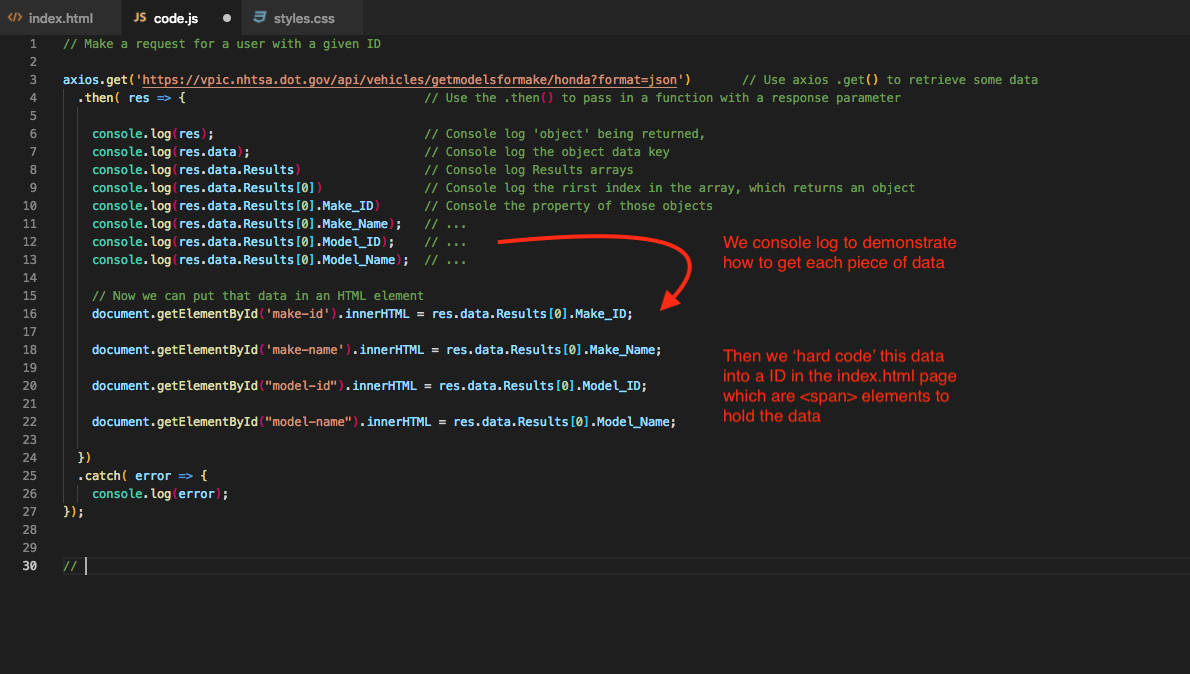 <> index.html JS code.js styles.css
1 // Make a request for a user with a given ID
2
3 axios.get('https://vpic.nhtsa.dot.gov/api/vehicles/getmodelsformake/honda?format=json') // Use axios .get() to retrieve some data
4 .then( res => { // Use the .then() to pass in a function with a response parameter
5
6 console.log(res); // Console log 'object' being returned,
7 console.log(res.data); // Console log the object data key
8 console.log(res.data.Results) // Console log Results arrays
9 console.log(res.data.Results[0]) // Console log the rirst index in the array, which returns an object
10 console.log(res.data.Results[0].Make_ID) // Console the property of those objects
11 console.log(res.data.Results[0].Make_Name); // ...
12 console.log(res.data.Results[0].Model_ID); // ...
13 console.log(res.data.Results[0].Model_Name); // ...
We console log to demonstrate
how to get each piece of data
14
15 // Now we can put that data in an HTML element
16 document.getElementById('make-id').innerHTML = res.data.Results[0].Make_ID;
17
18 document.getElementById('make-name').innerHTML = res.data.Results[0].Make_Name;
19
20 document.getElementById("model-id").innerHTML = res.data.Results[0].Model_ID;
21
22 document.getElementById("model-name").innerHTML = res.data.Results[0].Model_Name;
Then we ‘hard code’ this data
into a ID in the index.html page
which are <span> elements to
hold the data
23
24 })
25 .catch( error => {
26 console.log(error);
27 });
28
29
30 //